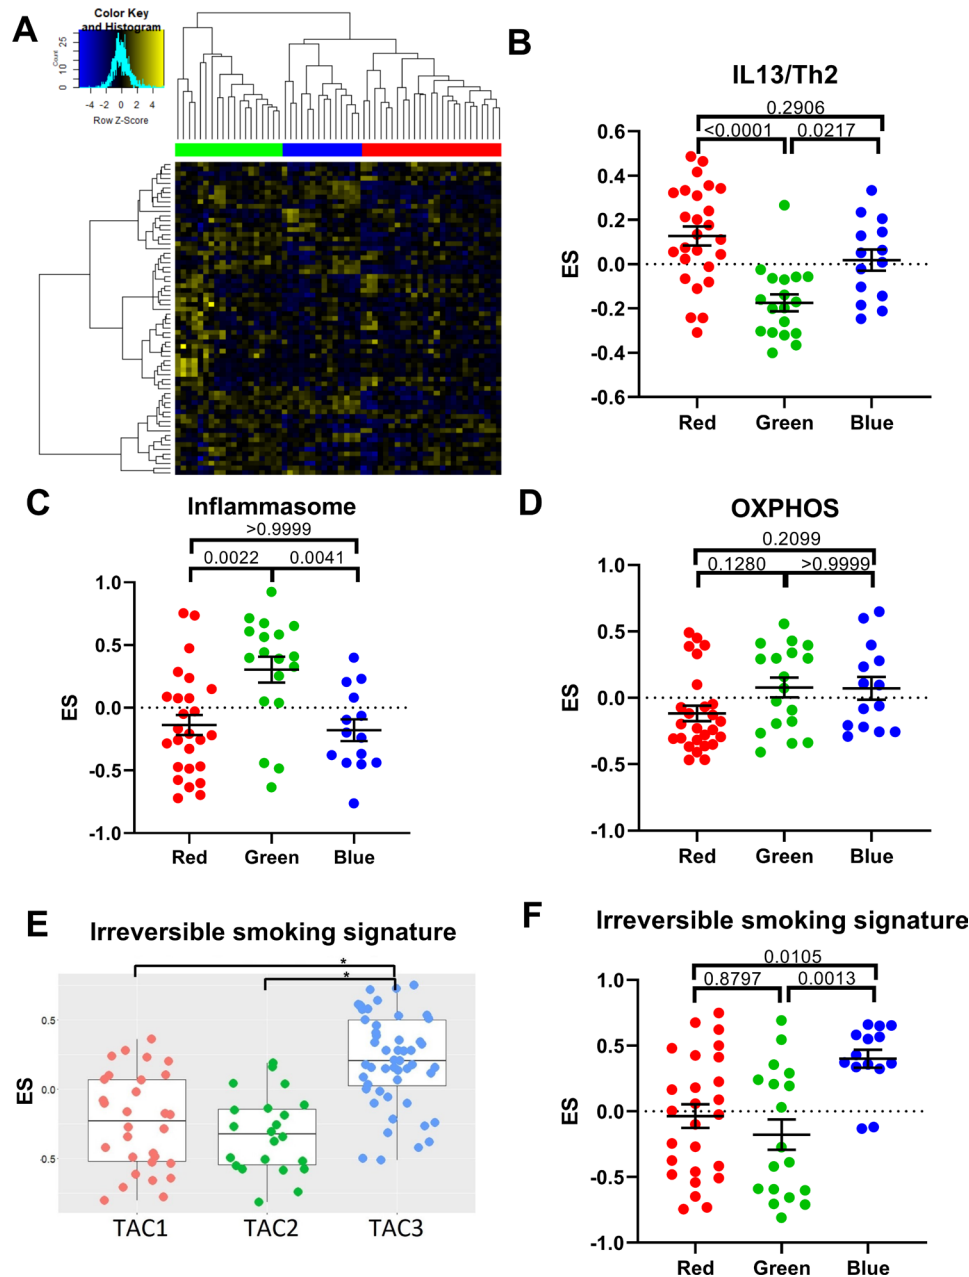 A
Color Key
and Histogram
Count
0 10 20 30
-4 -2 0 2 4
Row Z-Score
B
IL13/Th2
0.2906
<0.0001 0.0217
0.6
0.4
0.2
0.0
-0.2
-0.4
-0.6
ES
Red Green Blue
C
Inflammasome
>0.9999
0.0022 0.0041
1.0
0.5
0.0
-0.5
-1.0
ES
Red Green Blue
D
OXPHOS
0.2099
0.1280 >0.9999
1.0
0.5
0.0
-0.5
-1.0
ES
Red Green Blue
E
Irreversible smoking signature
*
*
0.5
0.0
0.5
ES
TAC1 TAC2 TAC3
F
Irreversible smoking signature
0.0105
0.8797 0.0013
1.0
0.5
0.0
-0.5
-1.0
ES
Red Green Blue